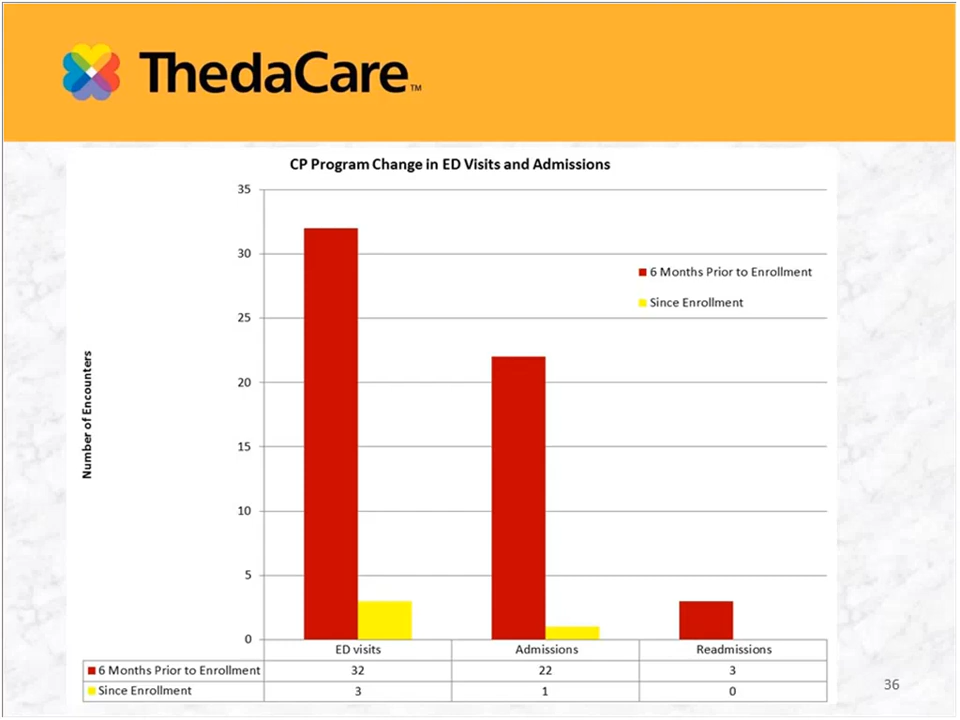 ThedaCare™
CP Program Change in ED Visits and Admissions
35
30
25
20
15
10
5
0
Number of Encounters
6 Months Prior to Enrollment
Since Enrollment
ED visits Admissions Readmissions
6 Months Prior to Enrollment 32 22 3
Since Enrollment 3 1 0
36